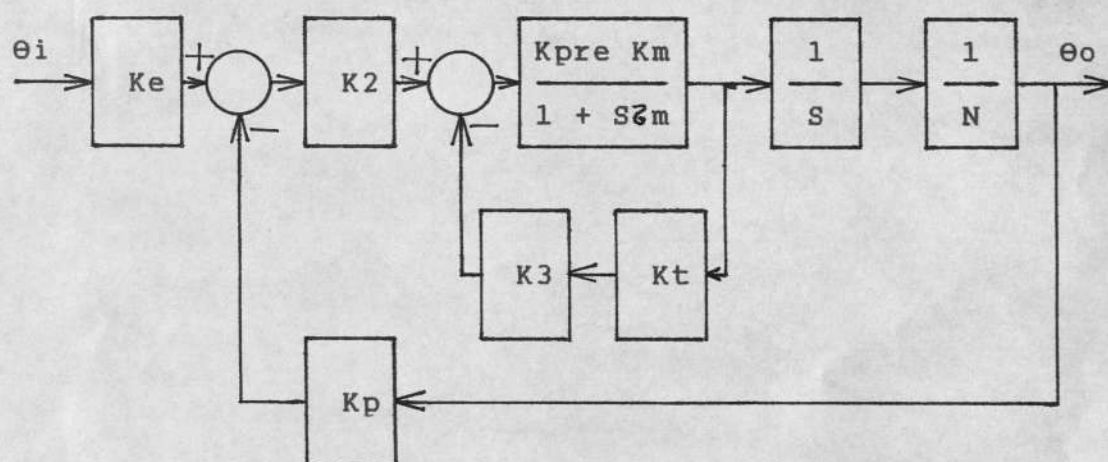 θi
Ke
+
−
K2
+
−
Kpre Km
1 + Sτm
1
S
1
N
θo
K3
Kt
Kp